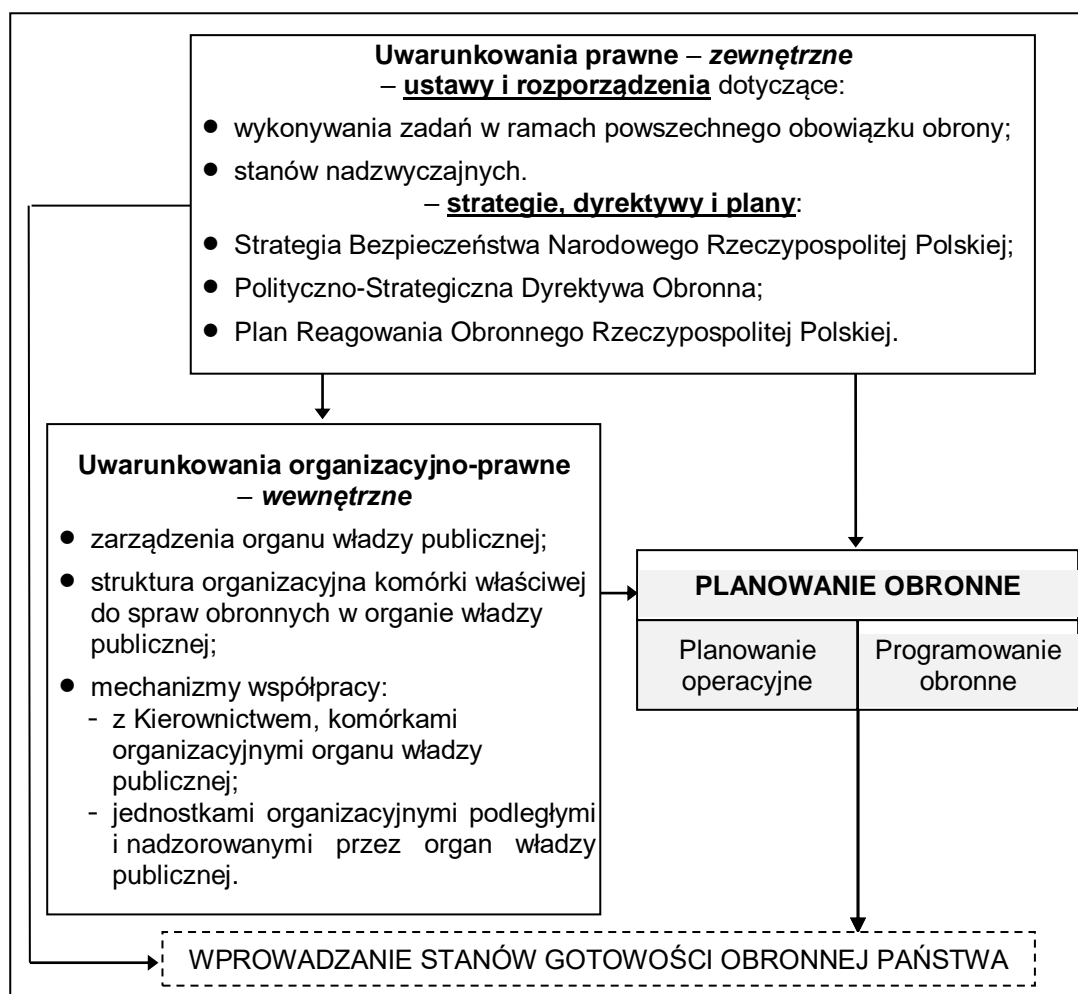 Uwarunkowania prawne – zewnętrzne
– ustawy i rozporządzenia dotyczące:
● wykonywania zadań w ramach powszechnego obowiązku obrony;
● stanów nadzwyczajnych.
– strategie, dyrektywy i plany:
● Strategia Bezpieczeństwa Narodowego Rzeczypospolitej Polskiej;
● Polityczno-Strategiczna Dyrektywa Obronna;
● Plan Reagowania Obronnego Rzeczypospolitej Polskiej.
Uwarunkowania organizacyjno-prawne
– wewnętrzne
● zarządzenia organu władzy publicznej;
● struktura organizacyjna komórki właściwej
do spraw obronnych w organie władzy
publicznej;
● mechanizmy współpracy:
- z Kierownictwem, komórkami
organizacyjnymi organu władzy
publicznej;
- jednostkami organizacyjnymi podległymi
i nadzorowanymi przez organ władzy
publicznej.
PLANOWANIE OBRONNE
Planowanie
operacyjne
Programowanie
obronne
WPROWADZANIE STANÓW GOTOWOŚCI OBRONNEJ PAŃSTWA